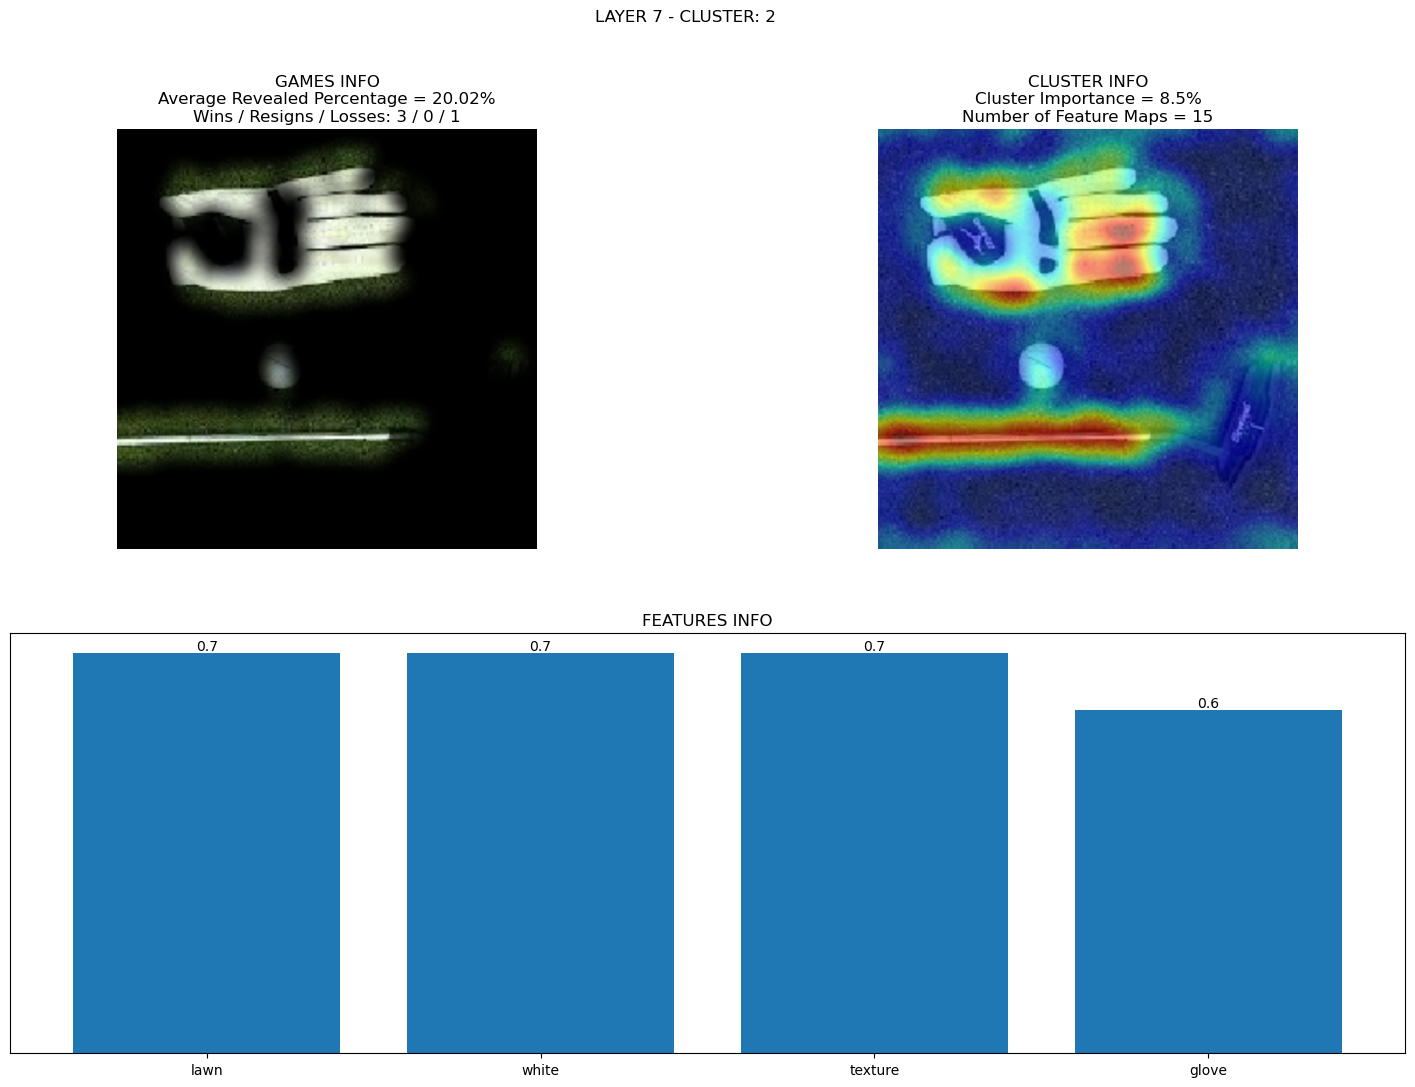 LAYER 7 - CLUSTER: 2
GAMES INFO
Average Revealed Percentage = 20.02%
Wins / Resigns / Losses: 3 / 0 / 1
CLUSTER INFO
Cluster Importance = 8.5%
Number of Feature Maps = 15
FEATURES INFO
0.7
0.7
0.7
0.6
lawn
white
texture
glove